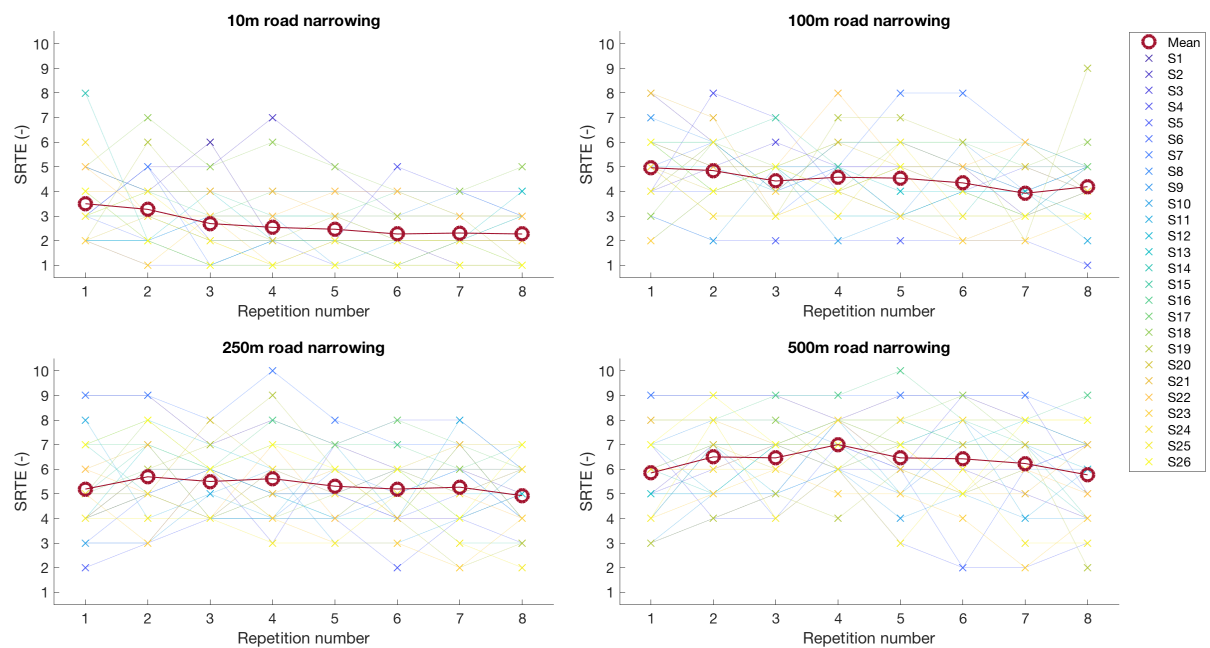 10m road narrowing
SRTE (-)
10
9
8
7
6
5
4
3
2
1
1 2 3 4 5 6 7 8
Repetition number
100m road narrowing
SRTE (-)
10
9
8
7
6
5
4
3
2
1
1 2 3 4 5 6 7 8
Repetition number
Mean
S1
S2
S3
S4
S5
S6
S7
S8
S9
S10
S11
S12
S13
S14
S15
S16
S17
S18
S19
S20
S21
S22
S23
S24
S25
S26
250m road narrowing
SRTE (-)
10
9
8
7
6
5
4
3
2
1
1 2 3 4 5 6 7 8
Repetition number
500m road narrowing
SRTE (-)
10
9
8
7
6
5
4
3
2
1
1 2 3 4 5 6 7 8
Repetition number